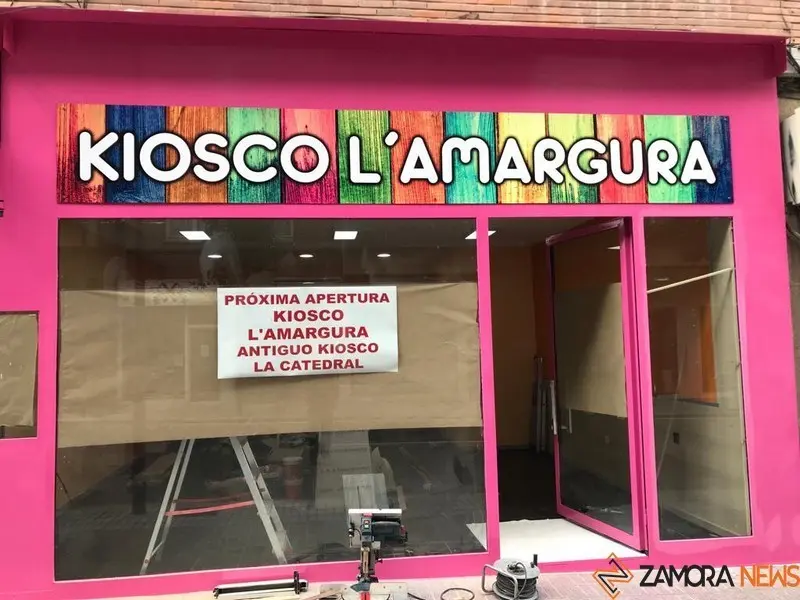 KIOSCO L'AMARGURA
PRÓXIMA APERTURA
KIOSCO
L'AMARGURA
ANTIGUO KIOSCO
LA CATEDRAL
ZAMORA NEWS